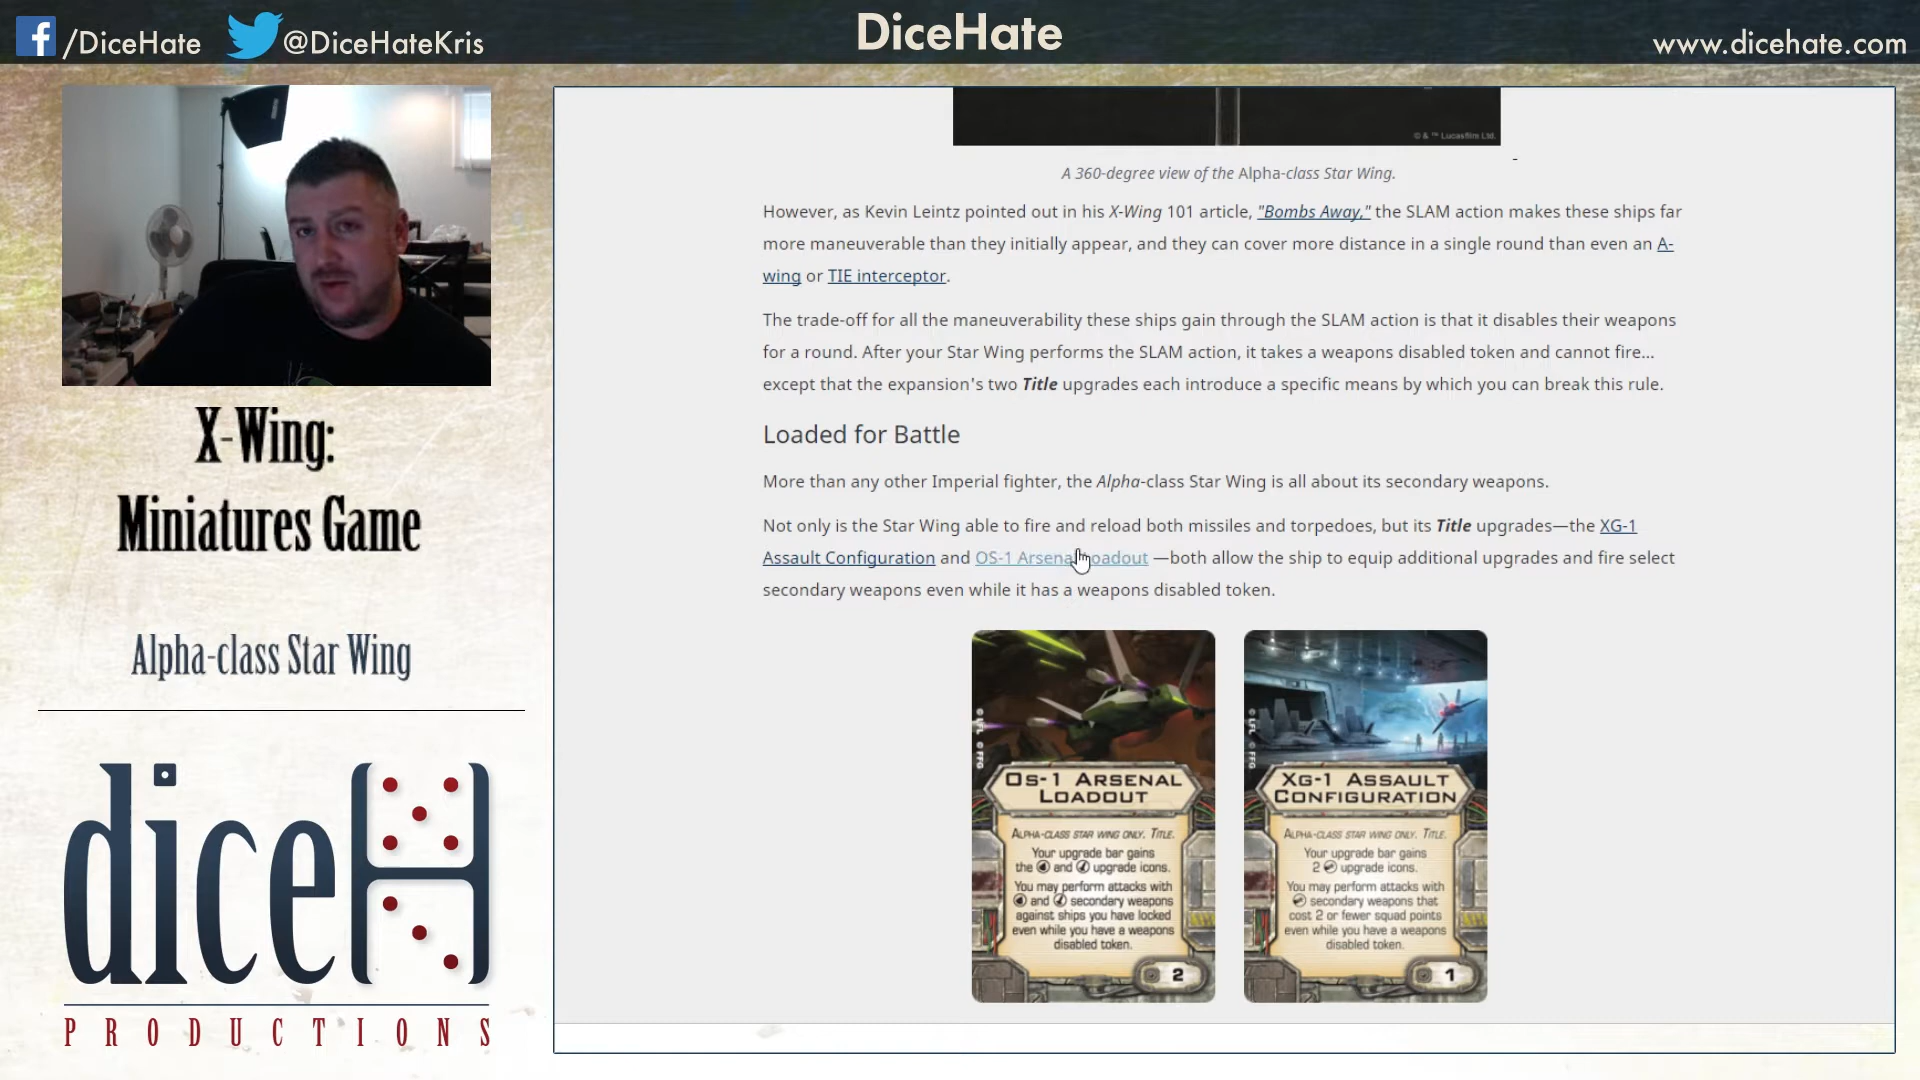 /DiceHate
@DiceHateKris
DiceHate
www.dicehate.com
X-Wing:
Miniatures Game
Alpha-class Star Wing
diceH
PRODUCTIONS
© & ™ Lucasfilm Ltd.
A 360-degree view of the Alpha-class Star Wing.
However, as Kevin Leintz pointed out in his X-Wing 101 article, "Bombs Away," the SLAM action makes these ships far
more maneuverable than they initially appear, and they can cover more distance in a single round than even an A-
wing or TIE interceptor.
The trade-off for all the maneuverability these ships gain through the SLAM action is that it disables their weapons
for a round. After your Star Wing performs the SLAM action, it takes a weapons disabled token and cannot fire…
except that the expansion's two Title upgrades each introduce a specific means by which you can break this rule.
Loaded for Battle
More than any other Imperial fighter, the Alpha-class Star Wing is all about its secondary weapons.
Not only is the Star Wing able to fire and reload both missiles and torpedoes, but its Title upgrades—the XG-1
Assault Configuration and OS-1 Arsenal Loadout —both allow the ship to equip additional upgrades and fire select
secondary weapons even while it has a weapons disabled token.
© LFL © FFG
Os-1 Arsenal
Loadout
Alpha-class Star Wing only. Title.
Your upgrade bar gains
the and upgrade icons.
You may perform attacks with
and secondary weapons
against ships you have locked
even while you have a weapons
disabled token.
2
© LFL © FFG
XG-1 Assault
Configuration
Alpha-class Star Wing only. Title.
Your upgrade bar gains
2 upgrade icons.
You may perform attacks with
secondary weapons that
cost 2 or fewer squad points
even while you have a weapons
disabled token.
1